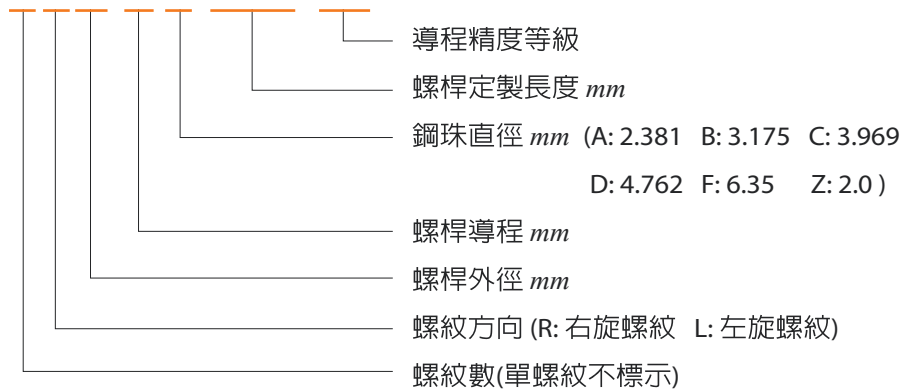 導程精度等級
螺桿定製長度 mm
鋼珠直徑 mm (A: 2.381 B: 3.175 C: 3.969
D: 4.762 F: 6.35 Z: 2.0 )
螺桿導程 mm
螺桿外徑 mm
螺紋方向 (R: 右旋螺紋 L: 左旋螺紋)
螺紋數(單螺紋不標示)